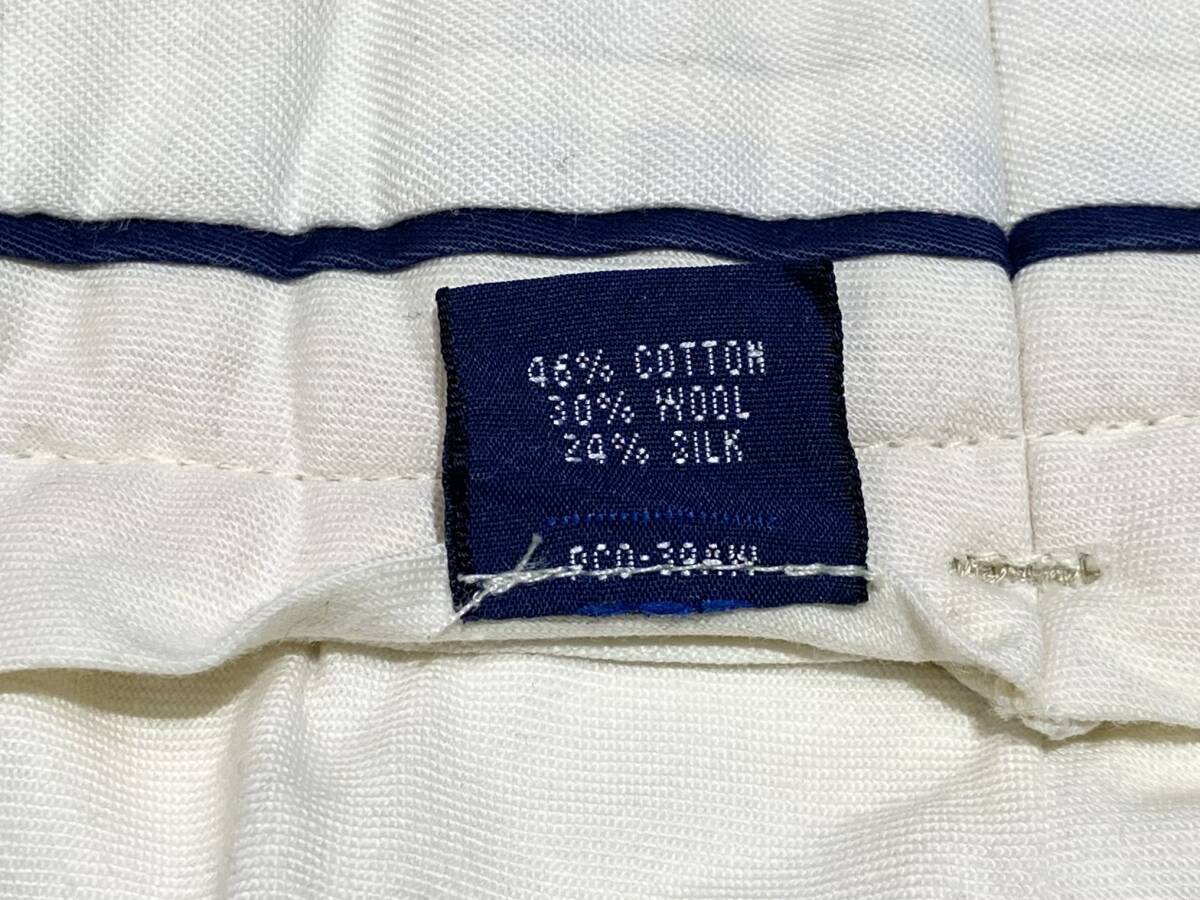 46% COTTON
30% WOOL
24% SILK